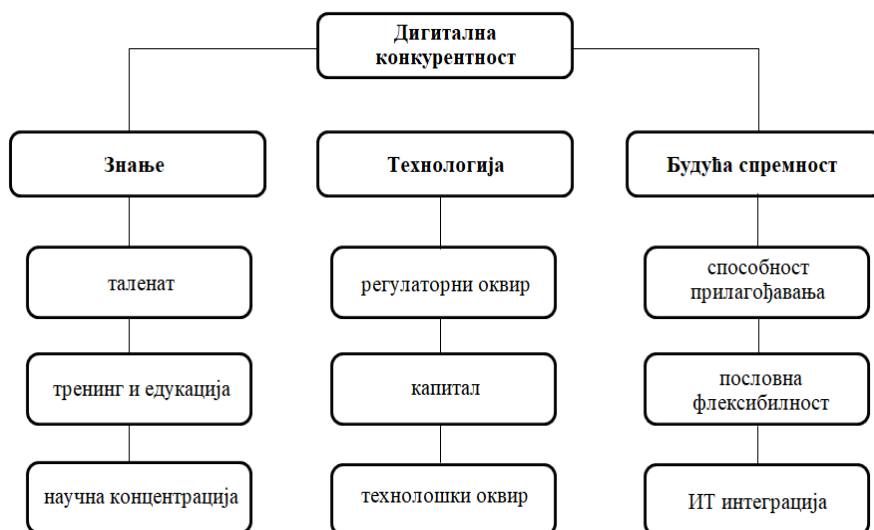 Дигитална
конкурентност
Знање
Технологија
Будућа спремност
таленат
регулаторни оквир
способност
прилагођавања
тренинг и едукација
капитал
пословна
флексибилност
научна концентрација
технолошки оквир
ИТ интеграција